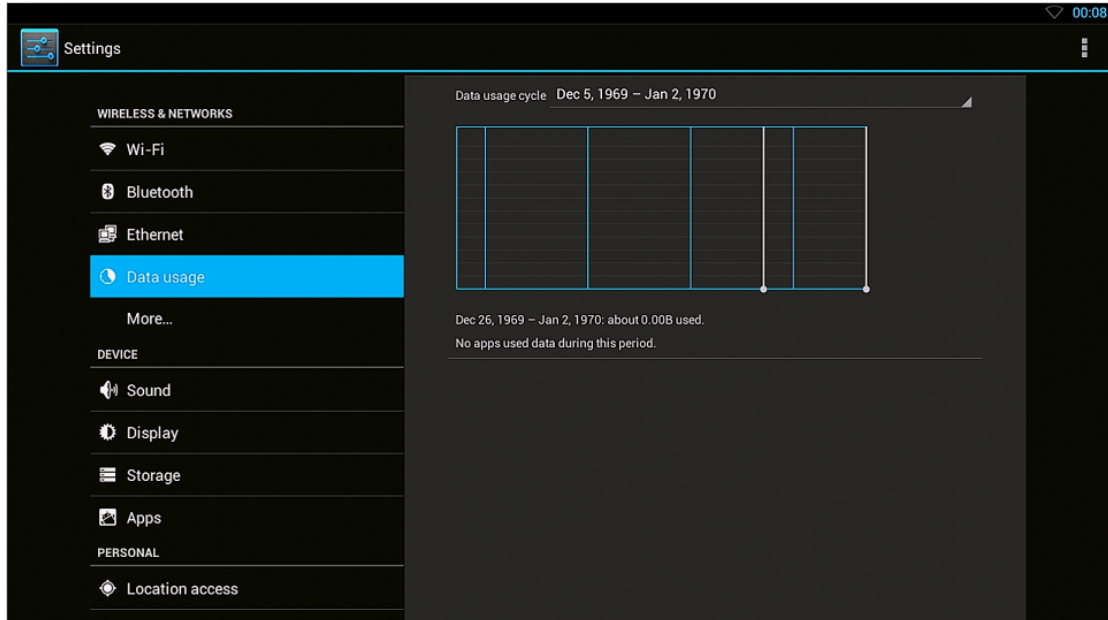 00:08
Settings
WIRELESS & NETWORKS
Wi-Fi
Bluetooth
Ethernet
Data usage
More...
DEVICE
Sound
Display
Storage
Apps
PERSONAL
Location access
Data usage cycle Dec 5, 1969 – Jan 2, 1970
Dec 26, 1969 – Jan 2, 1970: about 0.00B used.
No apps used data during this period.